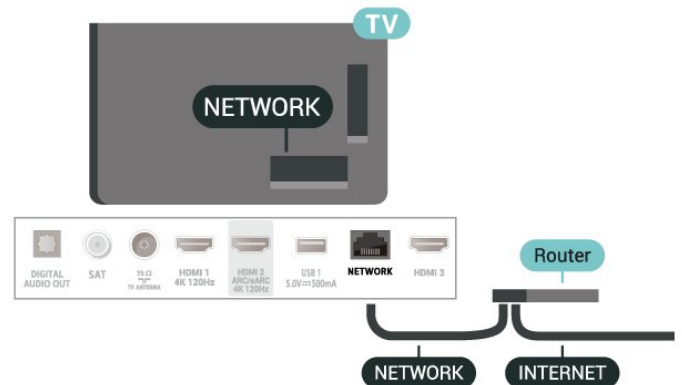 TV
NETWORK
DIGITAL
AUDIO OUT
SAT
75 Ω
TV ANTENNA
HDMI 1
4K 120Hz
HDMI 2
ARC/eARC
4K 120Hz
USB 1
5.0V⎓500mA
NETWORK
HDMI 3
Router
NETWORK
INTERNET